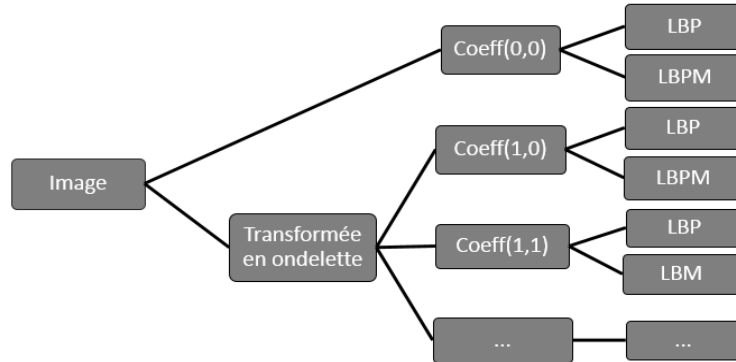 LBP
Coeff(0,0)
LBPM
LBP
Coeff(1,0)
LBPM
Image
LBP
Transformée
en ondelette
Coeff(1,1)
LBM
...
...